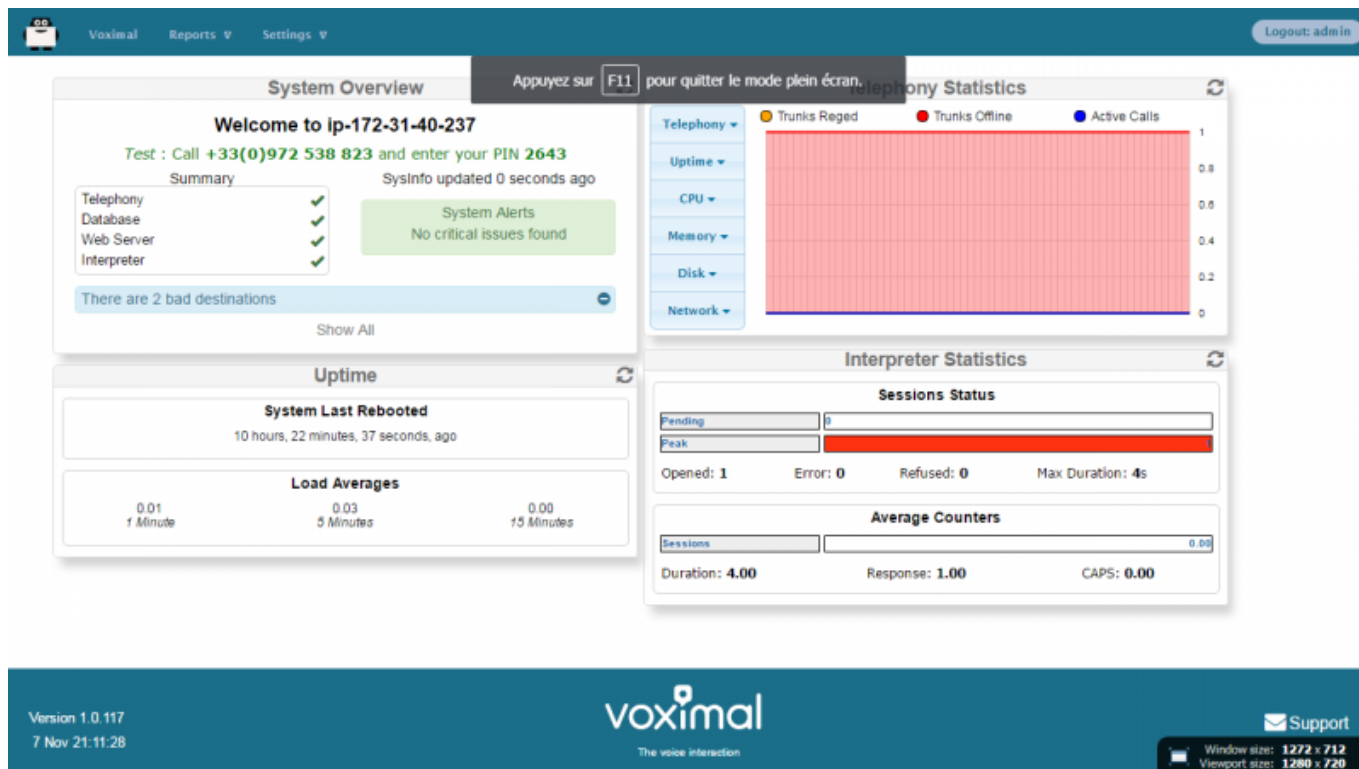 Voximal Reports Settings Logout: admin
Appuyez sur F11 pour quitter le mode plein écran.
System Overview
Welcome to ip-172-31-40-237
Test : Call +33(0)972 538 823 and enter your PIN 2643
Summary
Telephony
Database
Web Server
Interpreter
SysInfo updated 0 seconds ago
System Alerts
No critical issues found
There are 2 bad destinations
Show All
Uptime
System Last Rebooted
10 hours, 22 minutes, 37 seconds, ago
Load Averages
0.01 0.03 0.00
1 Minute 5 Minutes 15 Minutes
Telephony Statistics
Telephony
Uptime
CPU
Memory
Disk
Network
Trunks Reged Trunks Offline Active Calls
1
0.8
0.6
0.4
0.2
0
Interpreter Statistics
Sessions Status
Pending 0
Peak 1
Opened: 1 Error: 0 Refused: 0 Max Duration: 4s
Average Counters
Sessions 0.00
Duration: 4.00 Response: 1.00 CAPS: 0.00
Version 1.0.117
7 Nov 21:11:28
voximal
The voice interaction
Support
Window size: 1272 x 712
Viewport size: 1280 x 720